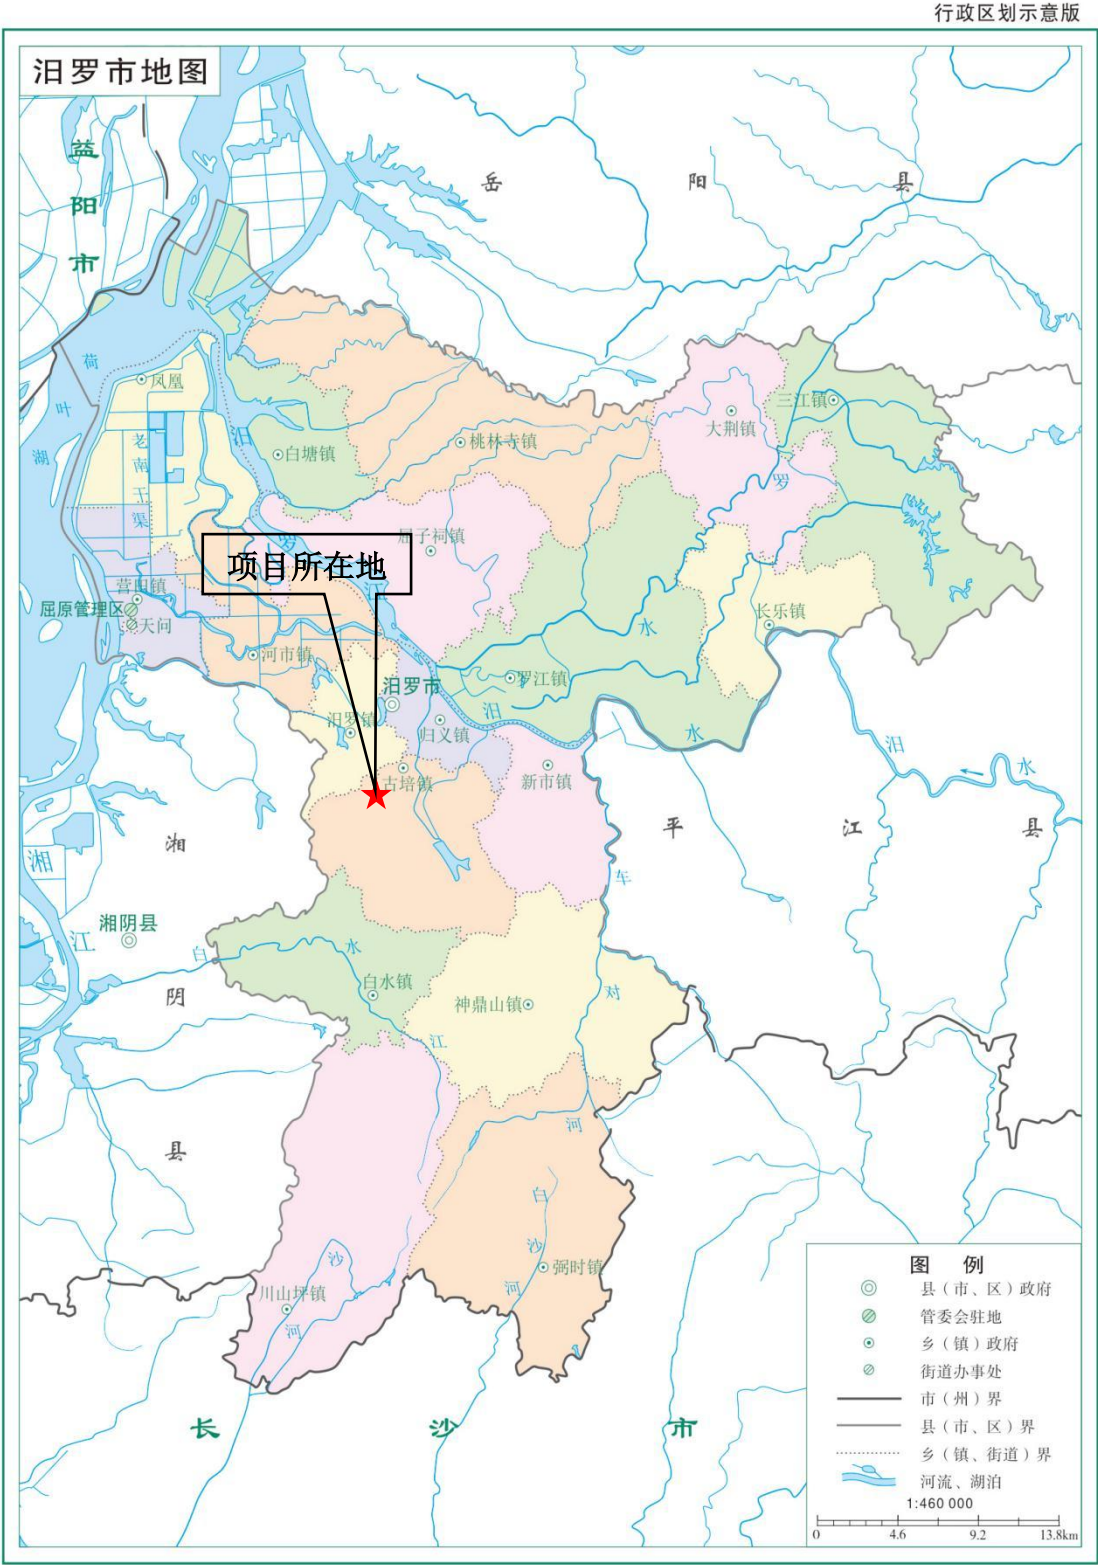 行政区划示意版
汨罗市地图
益阳市
岳阳县
荷叶湖
凤凰
老南干渠
汨
白塘镇
桃林寺镇
大荆镇
三江镇
罗
罗
屈子祠镇
项目所在地
江
营田镇
屈原管理区
天问
河市镇
水
长乐镇
罗江镇
汨罗市
汨罗镇
归义镇
汨
水
汨
水
古培镇
新市镇
湘阴县
平江县
湘江
车对河
湘阴县
白水江
白水镇
神鼎山镇
白沙河
弼时镇
沙河
川山坪镇
长沙市
图 例
县（市、区）政府
管委会驻地
乡（镇）政府
街道办事处
市（州）界
县（市、区）界
乡（镇、街道）界
河流、湖泊
1:460 000
0 4.6 9.2 13.8km